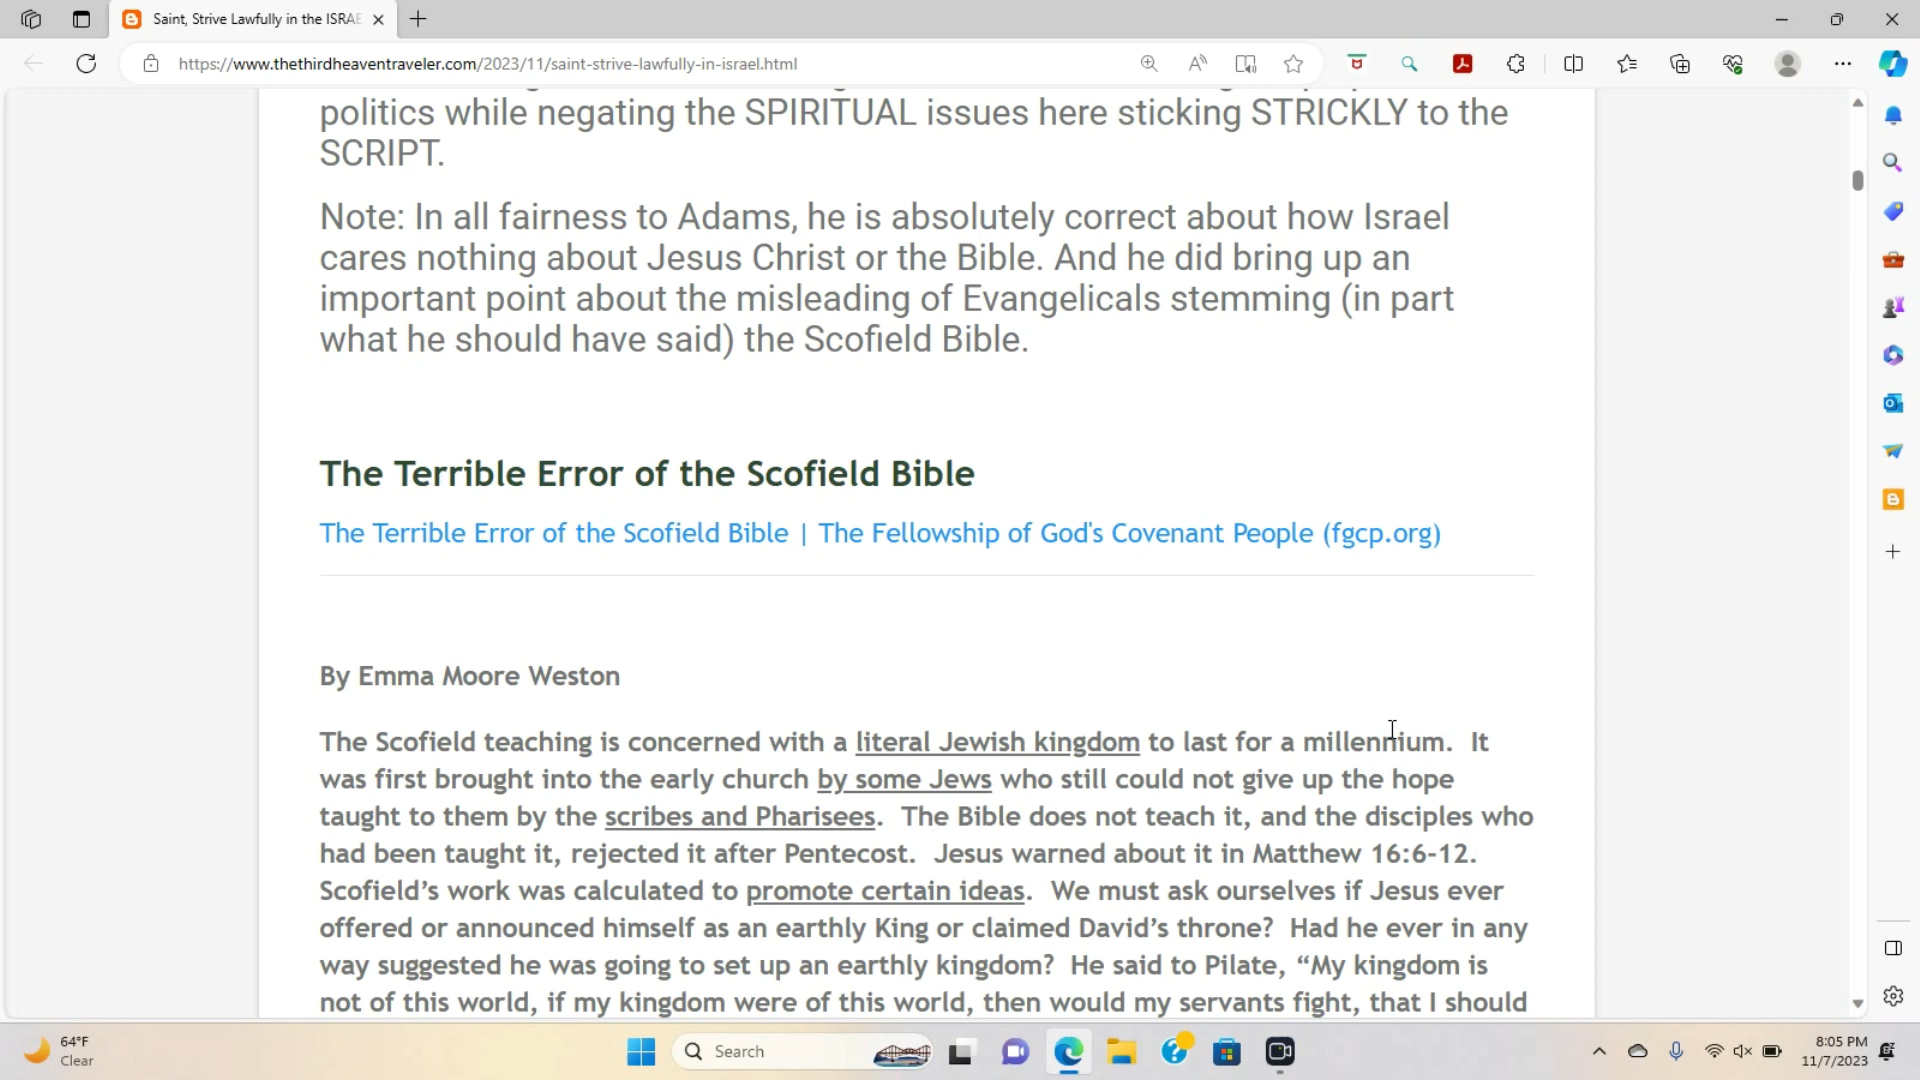 Saint, Strive Lawfully in the ISRAE
https://www.thethirdheaventraveler.com/2023/11/saint-strive-lawfully-in-israel.html
politics while negating the SPIRITUAL issues here sticking STRICKLY to the
SCRIPT.
Note: In all fairness to Adams, he is absolutely correct about how Israel
cares nothing about Jesus Christ or the Bible. And he did bring up an
important point about the misleading of Evangelicals stemming (in part
what he should have said) the Scofield Bible.
The Terrible Error of the Scofield Bible
The Terrible Error of the Scofield Bible | The Fellowship of God's Covenant People (fgcp.org)
By Emma Moore Weston
The Scofield teaching is concerned with a literal Jewish kingdom to last for a millennium.  It
was first brought into the early church by some Jews who still could not give up the hope
taught to them by the scribes and Pharisees.  The Bible does not teach it, and the disciples who
had been taught it, rejected it after Pentecost.  Jesus warned about it in Matthew 16:6-12.
Scofield’s work was calculated to promote certain ideas.  We must ask ourselves if Jesus ever
offered or announced himself as an earthly King or claimed David’s throne?  Had he ever in any
way suggested he was going to set up an earthly kingdom?  He said to Pilate, “My kingdom is
not of this world, if my kingdom were of this world, then would my servants fight, that I should
64°F
Clear
Search
8:05 PM
11/7/2023